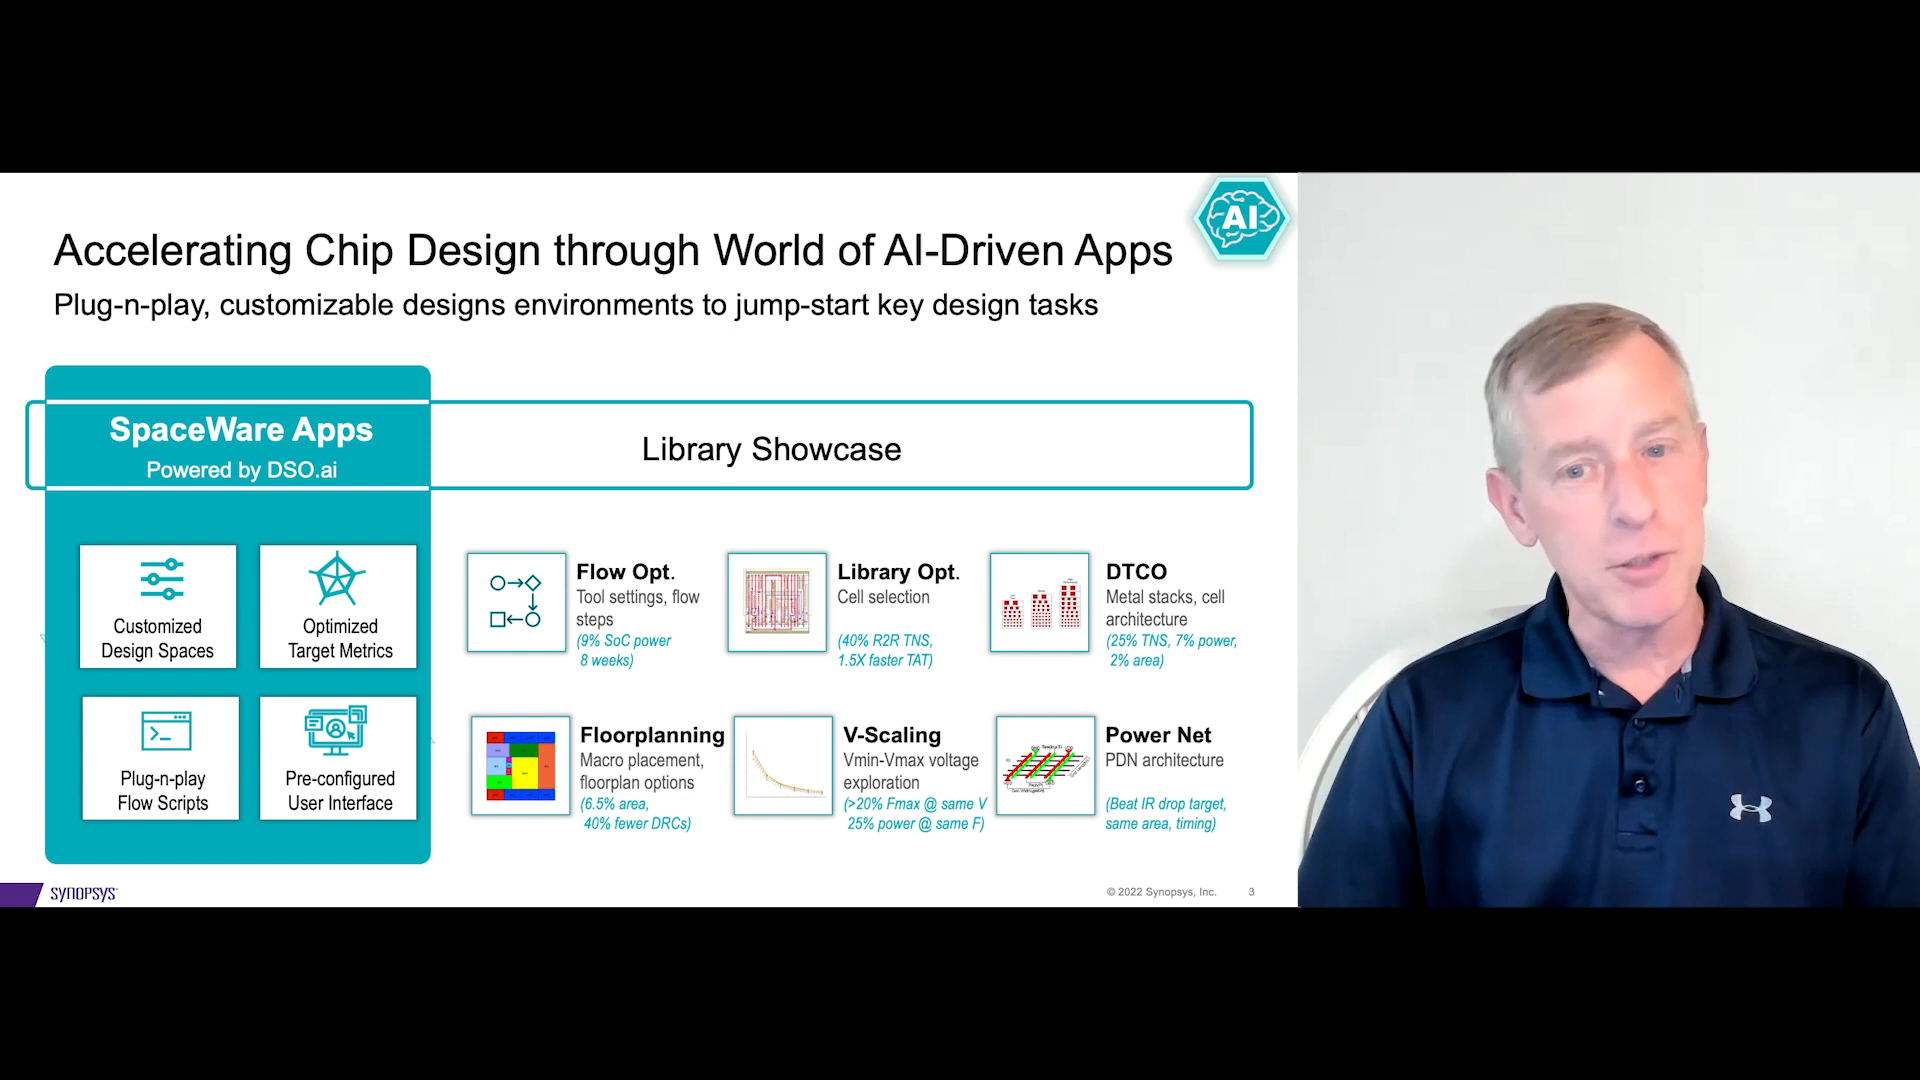 AI
Accelerating Chip Design through World of AI-Driven Apps
Plug-n-play, customizable designs environments to jump-start key design tasks
SpaceWare Apps
Powered by DSO.ai
Library Showcase
Customized
Design Spaces
Optimized
Target Metrics
Plug-n-play
Flow Scripts
Pre-configured
User Interface
Flow Opt.
Tool settings, flow
steps
(9% SoC power
8 weeks)
Library Opt.
Cell selection
(40% R2R TNS,
1.5X faster TAT)
DTCO
Metal stacks, cell
architecture
(25% TNS, 7% power,
2% area)
Floorplanning
Macro placement,
floorplan options
(6.5% area,
40% fewer DRCs)
V-Scaling
Vmin-Vmax voltage
exploration
(>20% Fmax @ same V
25% power @ same F)
Power Net
PDN architecture
(Beat IR drop target,
same area, timing)
SYNOPSYS
© 2022 Synopsys, Inc.
3